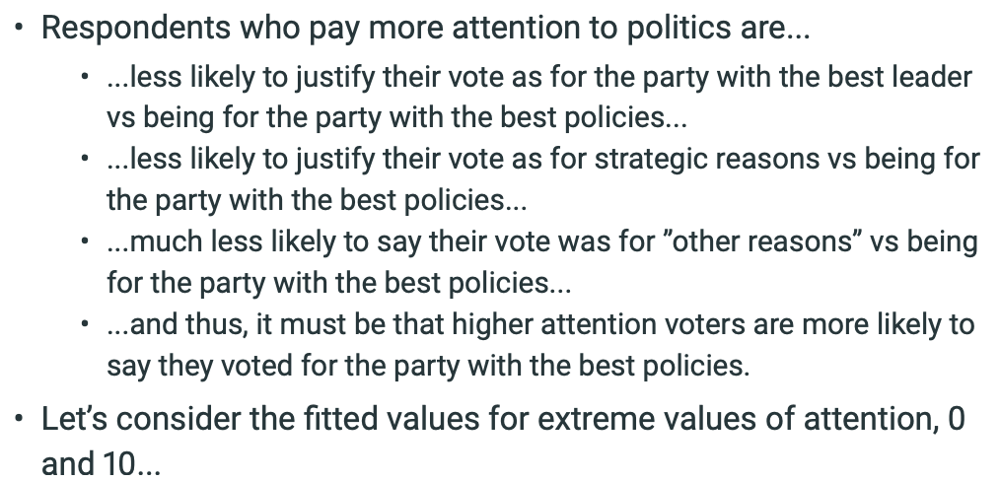 • Respondents who pay more attention to politics are...
• ...less likely to justify their vote as for the party with the best leader
vs being for the party with the best policies...
• ...less likely to justify their vote as for strategic reasons vs being for
the party with the best policies...
• ...much less likely to say their vote was for ”other reasons” vs being
for the party with the best policies...
• ...and thus, it must be that higher attention voters are more likely to
say they voted for the party with the best policies.
• Let’s consider the fitted values for extreme values of attention, 0
and 10...